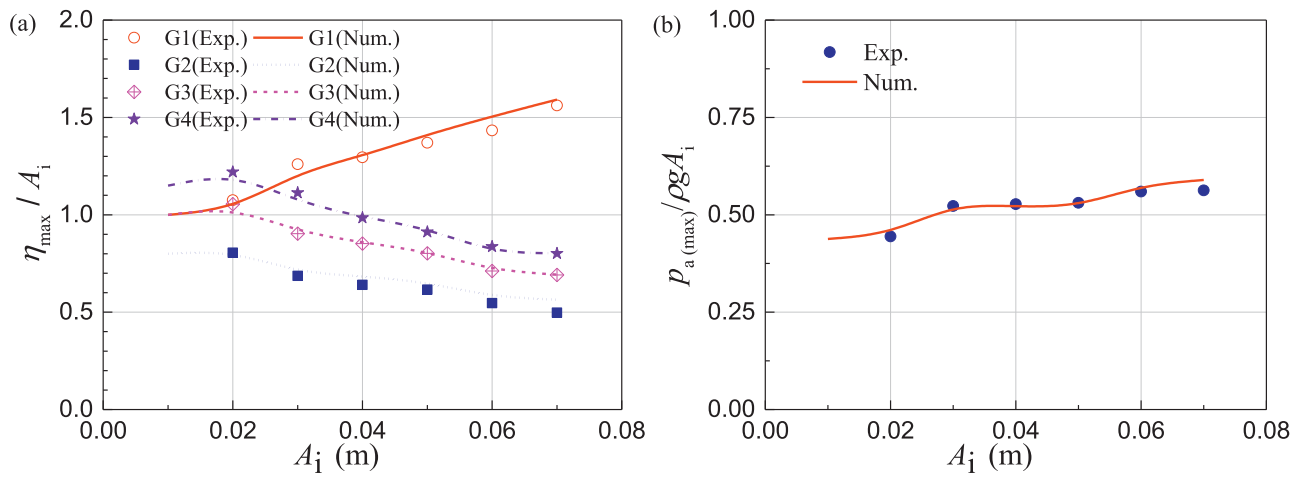 (a)
2.0
1.5
1.0
0.5
0.0
η_max / A_i
G1(Exp.) G1(Num.)
G2(Exp.) G2(Num.)
G3(Exp.) G3(Num.)
G4(Exp.) G4(Num.)
0.00 0.02 0.04 0.06 0.08
A_i (m)
(b)
1.00
0.75
0.50
0.25
0.00
p_a (max)/ρgA_i
Exp.
Num.
0.00 0.02 0.04 0.06 0.08
A_i (m)